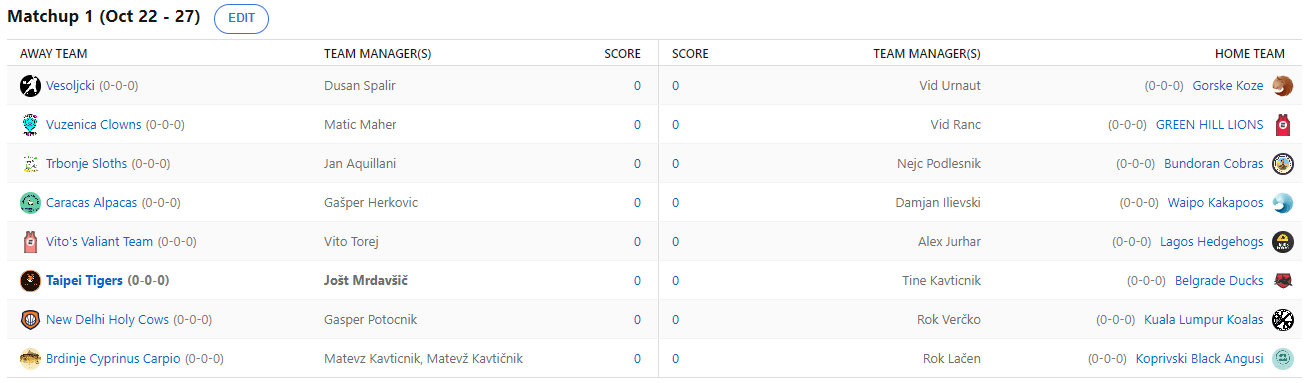 Matchup 1 (Oct 22 - 27) EDIT
AWAY TEAM TEAM MANAGER(S) SCORE SCORE TEAM MANAGER(S) HOME TEAM
Vesoljcki (0-0-0) Dusan Spalir 0 0 Vid Urnaut (0-0-0) Gorske Koze
Vuzenica Clowns (0-0-0) Matic Maher 0 0 Vid Ranc (0-0-0) GREEN HILL LIONS
Trbonje Sloths (0-0-0) Jan Aquillani 0 0 Nejc Podlesnik (0-0-0) Bundoran Cobras
Caracas Alpacas (0-0-0) Gašper Herkovic 0 0 Damjan Ilievski (0-0-0) Waipo Kakapoos
Vito's Valiant Team (0-0-0) Vito Torej 0 0 Alex Jurhar (0-0-0) Lagos Hedgehogs
Taipei Tigers (0-0-0) Jošt Mrdavšič 0 0 Tine Kavticnik (0-0-0) Belgrade Ducks
New Delhi Holy Cows (0-0-0) Gasper Potocnik 0 0 Rok Verčko (0-0-0) Kuala Lumpur Koalas
Brdinje Cyprinus Carpio (0-0-0) Matevz Kavticnik, Matevž Kavtičnik 0 0 Rok Lačen (0-0-0) Koprivski Black Angusi